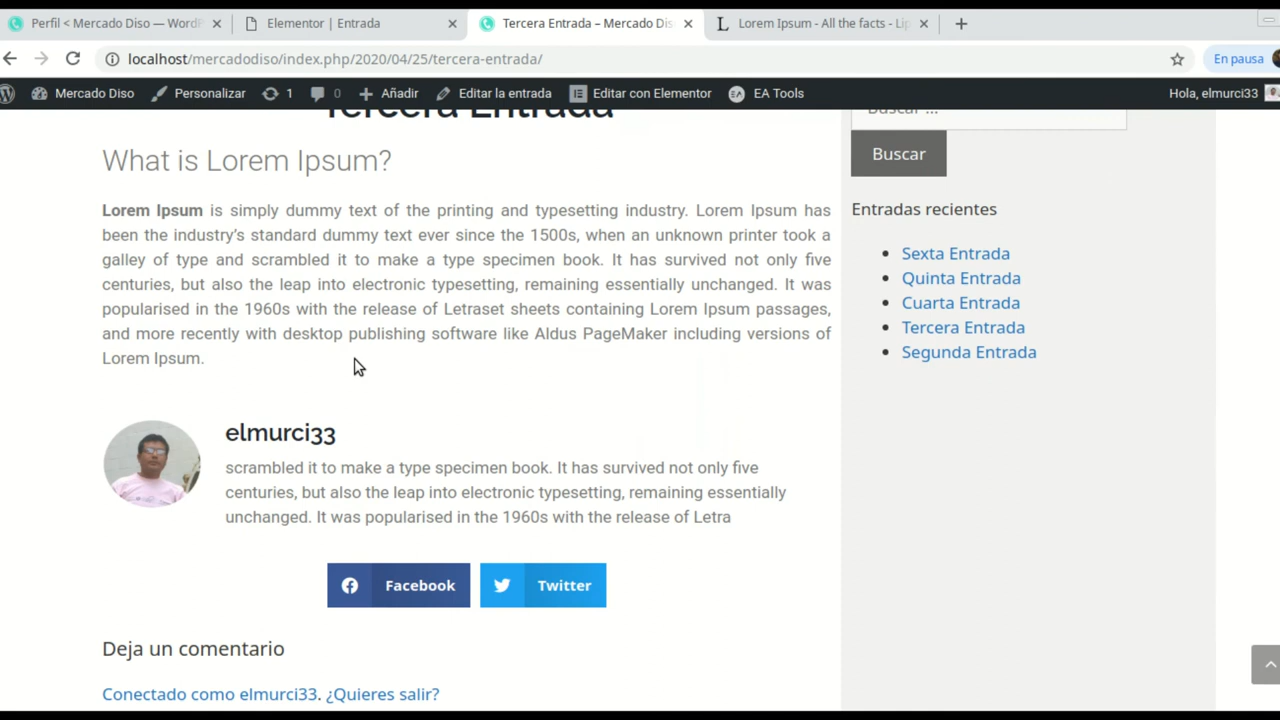 Perfil < Mercado Diso — WordP
Elementor | Entrada
Tercera Entrada – Mercado Dis
Lorem Ipsum - All the facts - Lip
localhost/mercadodiso/index.php/2020/04/25/tercera-entrada/
En pausa
Mercado Diso
Personalizar
1
0
Añadir
Editar la entrada
Editar con Elementor
EA Tools
Hola, elmurci33
Tercera Entrada
What is Lorem Ipsum?
Lorem Ipsum is simply dummy text of the printing and typesetting industry. Lorem Ipsum has
been the industry’s standard dummy text ever since the 1500s, when an unknown printer took a
galley of type and scrambled it to make a type specimen book. It has survived not only five
centuries, but also the leap into electronic typesetting, remaining essentially unchanged. It was
popularised in the 1960s with the release of Letraset sheets containing Lorem Ipsum passages,
and more recently with desktop publishing software like Aldus PageMaker including versions of
Lorem Ipsum.
elmurci33
scrambled it to make a type specimen book. It has survived not only five
centuries, but also the leap into electronic typesetting, remaining essentially
unchanged. It was popularised in the 1960s with the release of Letra
Facebook
Twitter
Deja un comentario
Conectado como elmurci33. ¿Quieres salir?
Buscar ...
Buscar
Entradas recientes
Sexta Entrada
Quinta Entrada
Cuarta Entrada
Tercera Entrada
Segunda Entrada